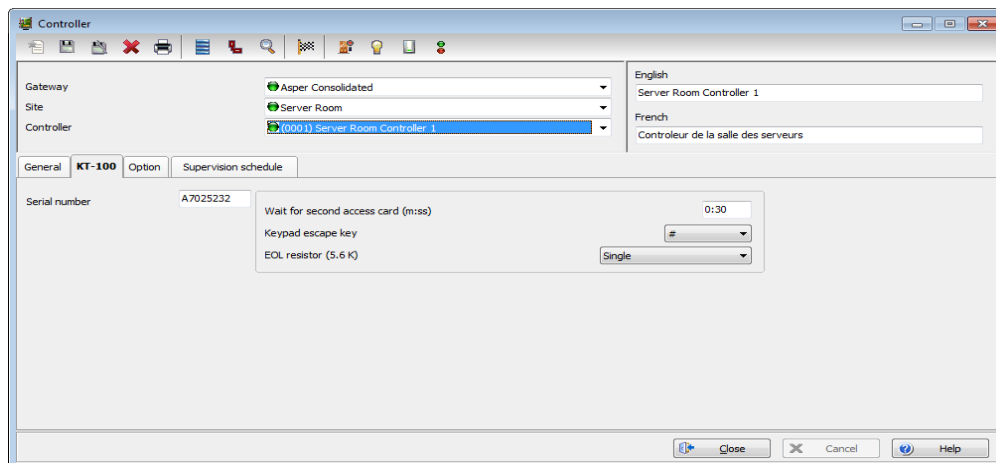 Controller
English
Gateway
Asper Consolidated
Server Room Controller 1
Site
Server Room
French
Controller
(0001) Server Room Controller 1
Controleur de la salle des serveurs
General KT-100 Option Supervision schedule
Serial number
A7025232
Wait for second access card (m:ss)
0:30
Keypad escape key
#
EOL resistor (5.6 K)
Single
Close Cancel Help